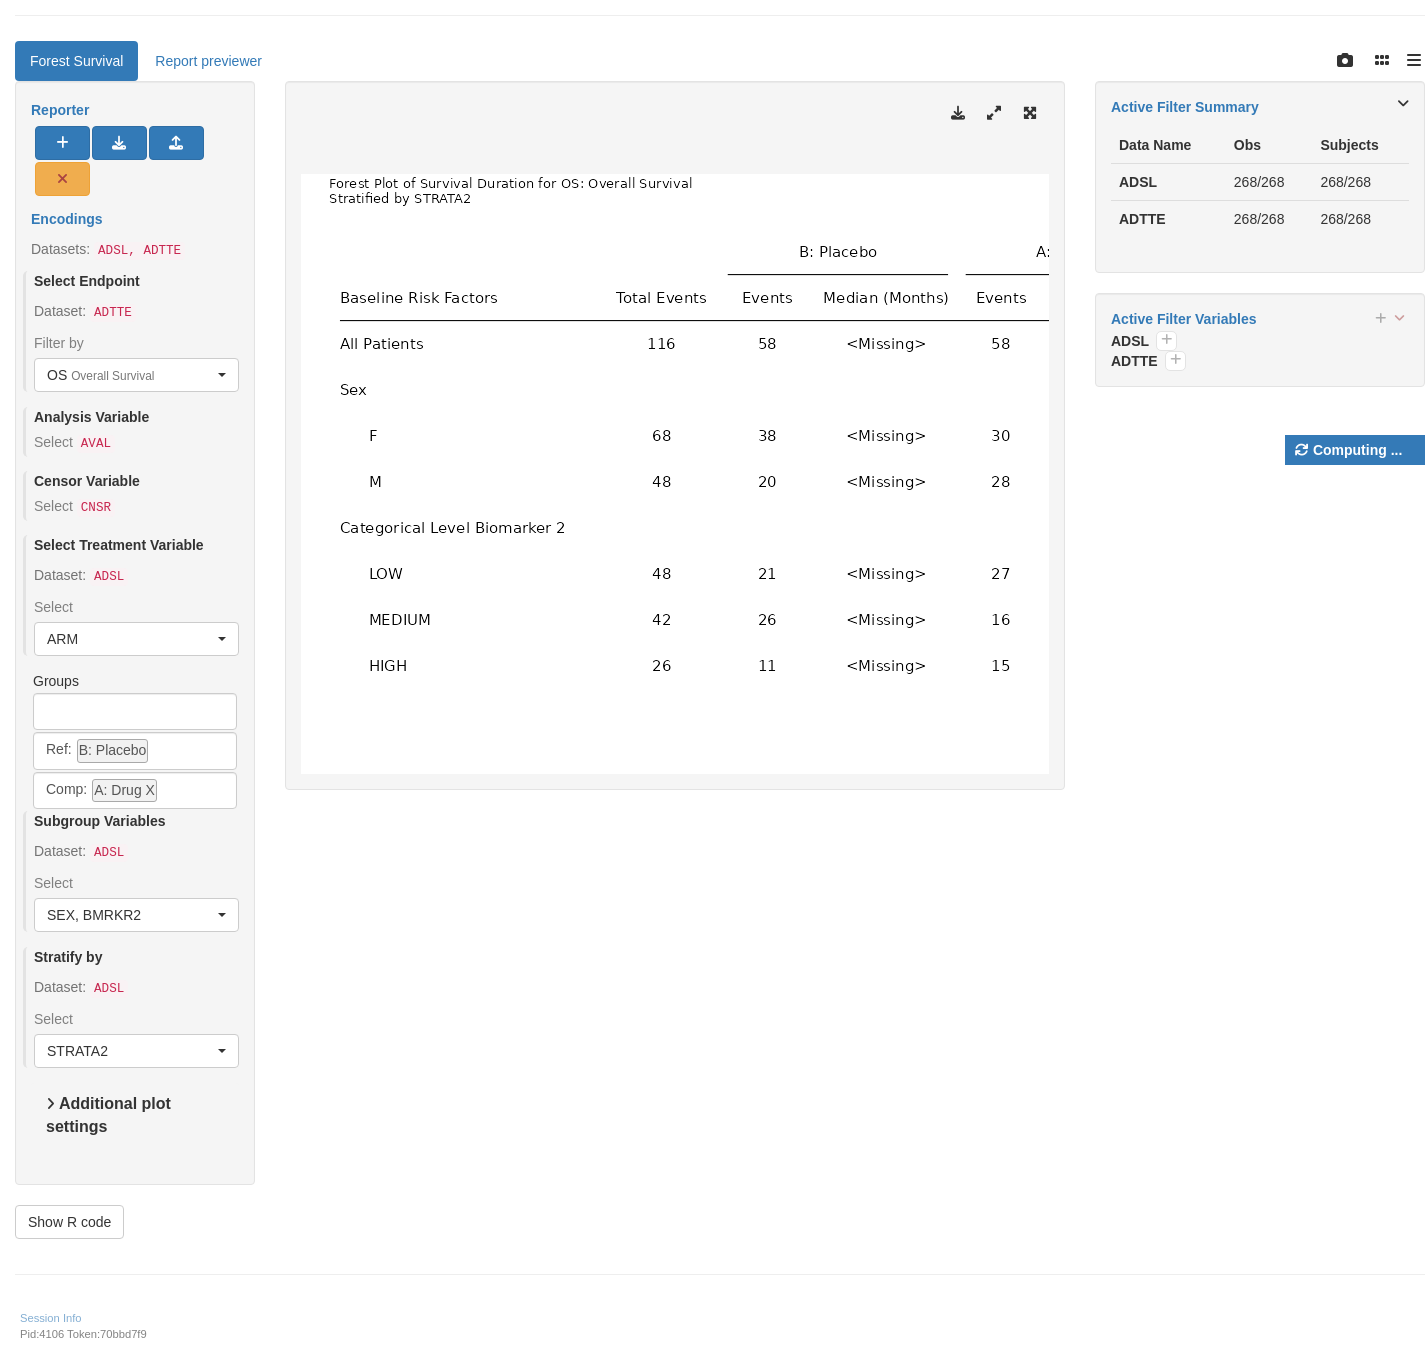 Forest Survival
Report previewer
Reporter
Encodings
Datasets: ADSL, ADTTE
Select Endpoint
Dataset: ADTTE
Filter by
OS Overall Survival
Analysis Variable
Select AVAL
Censor Variable
Select CNSR
Select Treatment Variable
Dataset: ADSL
Select
ARM
Groups
Ref: B: Placebo
Comp: A: Drug X
Subgroup Variables
Dataset: ADSL
Select
SEX, BMRKR2
Stratify by
Dataset: ADSL
Select
STRATA2
Additional plot
settings
Show R code
Forest Plot of Survival Duration for OS: Overall Survival
Stratified by STRATA2
B: Placebo A:
Baseline Risk Factors Total Events Events Median (Months) Events
All Patients 116 58 <Missing> 58
Sex
F 68 38 <Missing> 30
M 48 20 <Missing> 28
Categorical Level Biomarker 2
LOW 48 21 <Missing> 27
MEDIUM 42 26 <Missing> 16
HIGH 26 11 <Missing> 15
Active Filter Summary
Data Name Obs Subjects
ADSL 268/268 268/268
ADTTE 268/268 268/268
Active Filter Variables
ADSL
ADTTE
Computing ...
Session Info
Pid:4106 Token:70bbd7f9